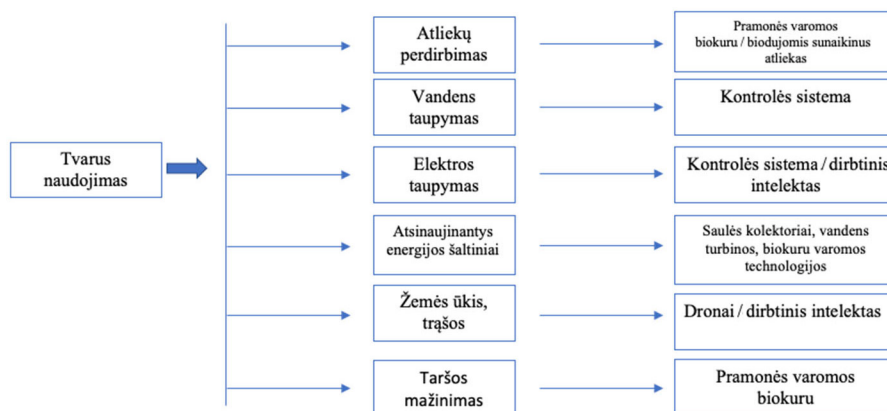 Tvarus
naudojimas
Atliekų
perdirbimas
Pramonės varomos
biokuru / biodujomis sunaikinus
atliekas
Vandens
taupymas
Kontrolės sistema
Elektros
taupymas
Kontrolės sistema / dirbtinis
intelektas
Atsinaujinantys
energijos šaltiniai
Saulės kolektoriai, vandens
turbinos, biokuru varomos
technologijos
Žemės ūkis,
trąšos
Dronai / dirbtinis intelektas
Taršos
mažinimas
Pramonės varomos
biokuru